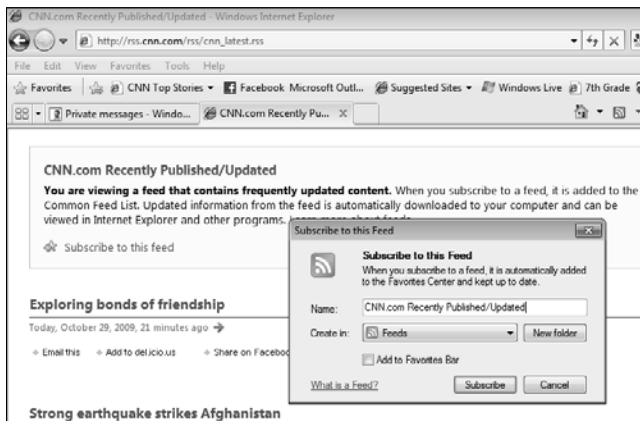 CNN.com Recently Published/Updated - Windows Internet Explorer
http://rss.cnn.com/rss/cnn_latest.rss
File Edit View Favorites Tools Help
Favorites CNN Top Stories Facebook Microsoft Outl... Suggested Sites Windows Live 7th Grade
Private messages - Windo... CNN.com Recently Pu... X
CNN.com Recently Published/Updated
You are viewing a feed that contains frequently updated content. When you subscribe to a feed, it is added to the
Common Feed List. Updated information from the feed is automatically downloaded to your computer and can be
viewed in Internet Explorer and other programs.
Subscribe to this feed
Subscribe to this Feed
Subscribe to this Feed
When you subscribe to a feed, it is automatically added
to the Favorites Center and kept up to date.
Name: CNN.com Recently Published/Updated
Create in: Feeds New folder
Add to Favorites Bar
What is a Feed? Subscribe Cancel
Exploring bonds of friendship
Today, October 29, 2009, 21 minutes ago
Email this Add to del.icio.us Share on Facebo
Strong earthquake strikes Afghanistan